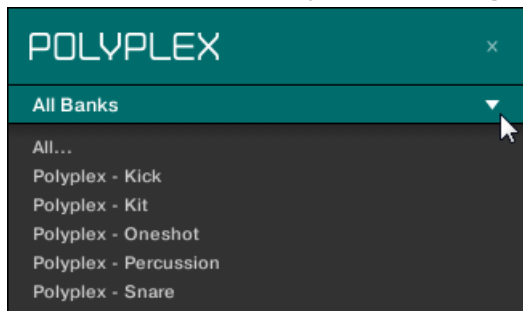 POLYPLEX
All Banks
All...
Polyplex - Kick
Polyplex - Kit
Polyplex - Oneshot
Polyplex - Percussion
Polyplex - Snare